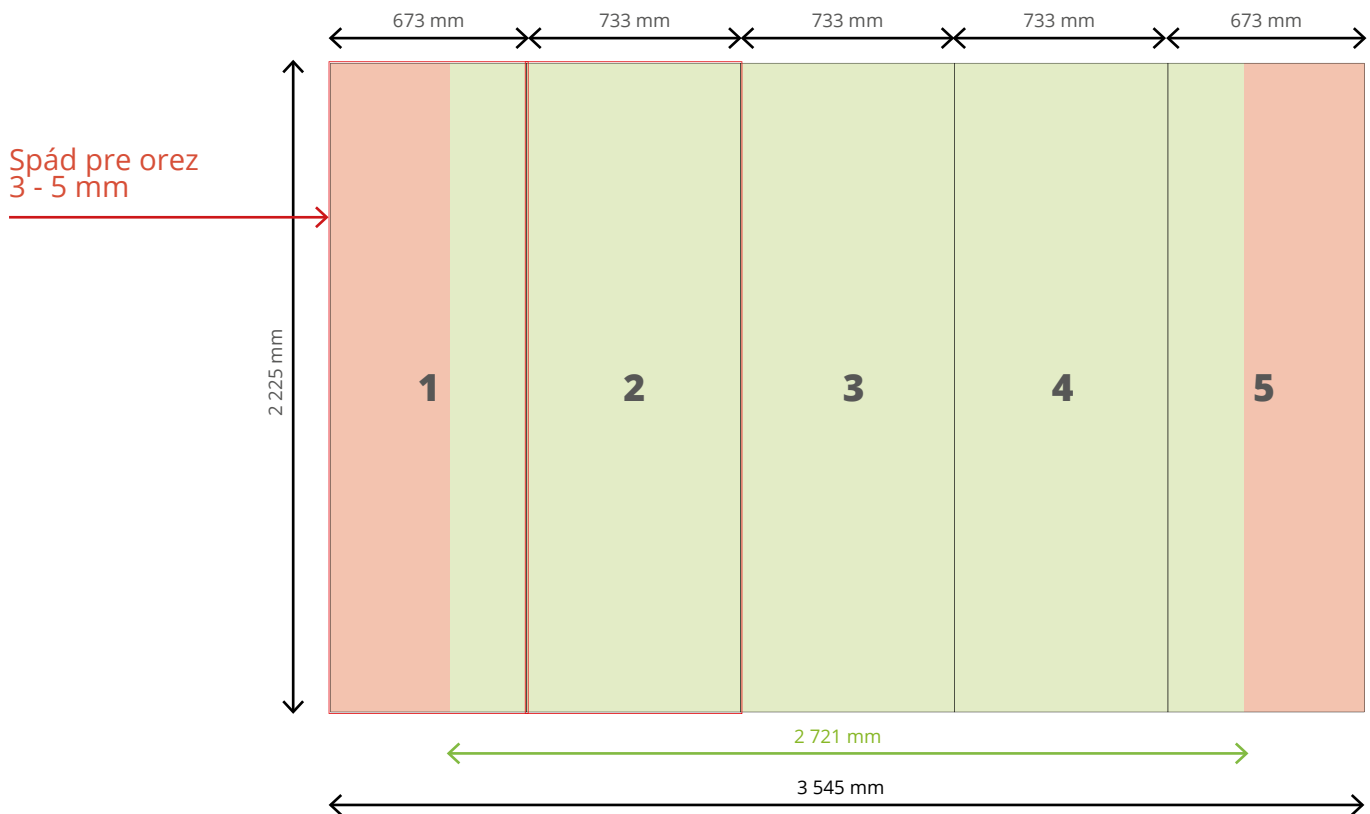 673 mm 733 mm 733 mm 733 mm 673 mm
Spád pre orez
3 - 5 mm
2 225 mm
1 2 3 4 5
2 721 mm
3 545 mm